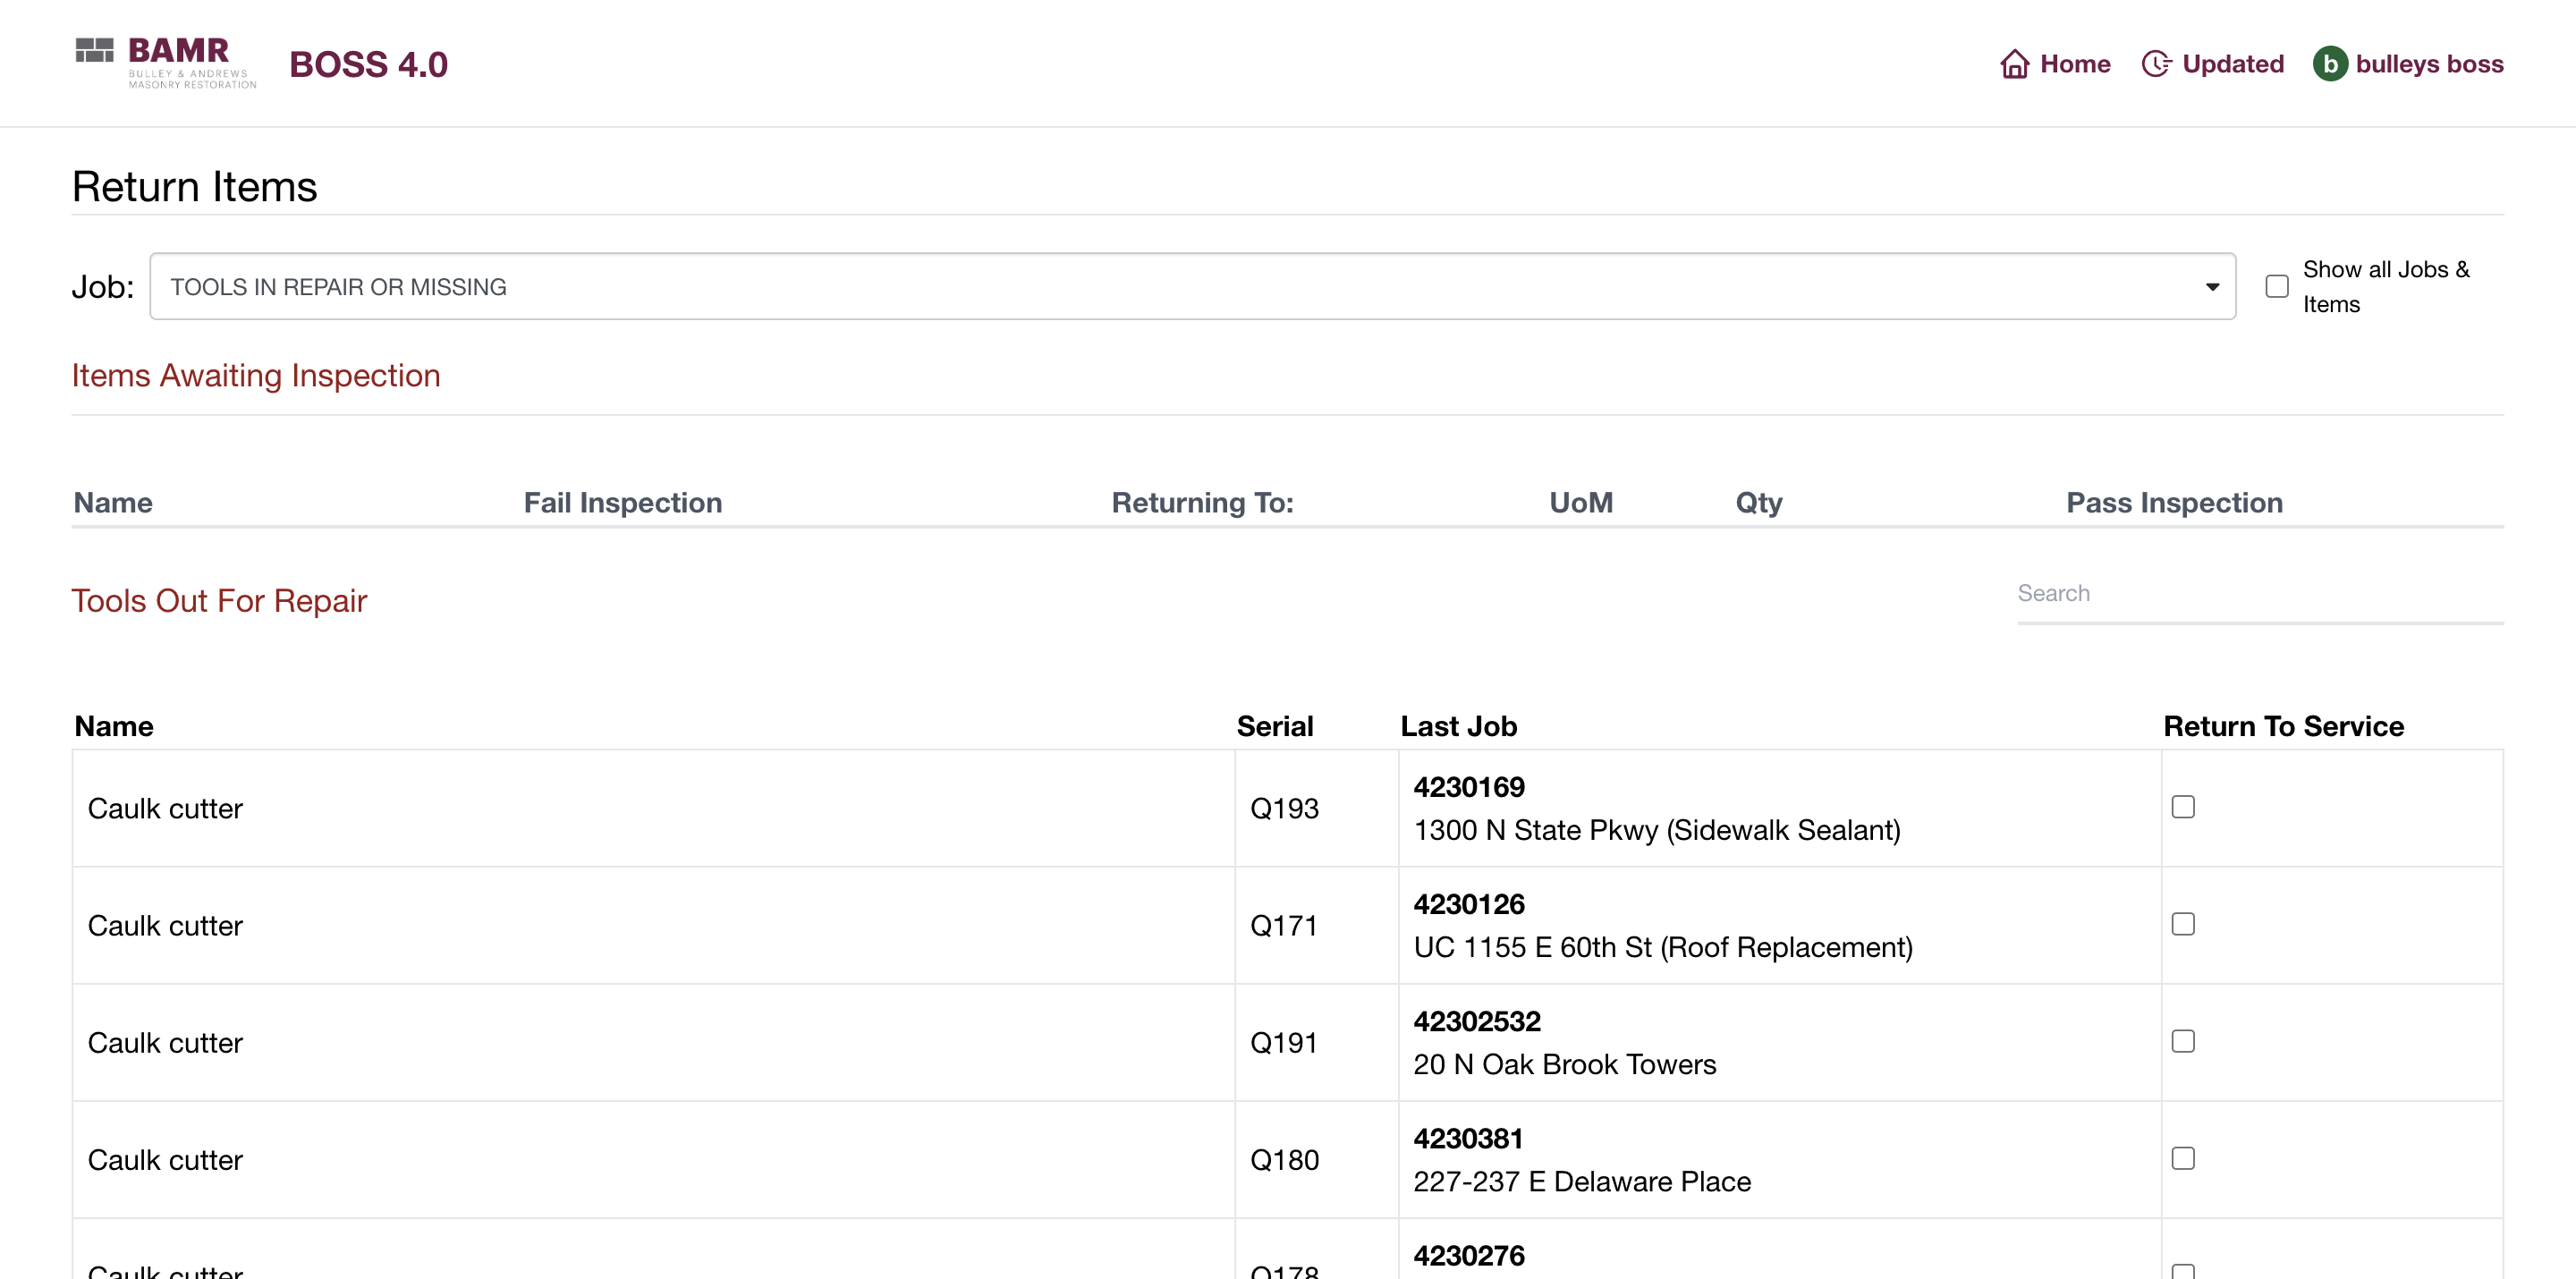 BAMR
BULLEY & ANDREWS
MASONRY RESTORATION
BOSS 4.0
Home
Updated
b bulleys boss
Return Items
Job: TOOLS IN REPAIR OR MISSING
Show all Jobs &
Items
Items Awaiting Inspection
Name Fail Inspection Returning To: UoM Qty Pass Inspection
Tools Out For Repair
Search
Name Serial Last Job Return To Service
Caulk cutter Q193
4230169
1300 N State Pkwy (Sidewalk Sealant)
Caulk cutter Q171
4230126
UC 1155 E 60th St (Roof Replacement)
Caulk cutter Q191
42302532
20 N Oak Brook Towers
Caulk cutter Q180
4230381
227-237 E Delaware Place
Caulk cutter Q178
4230276